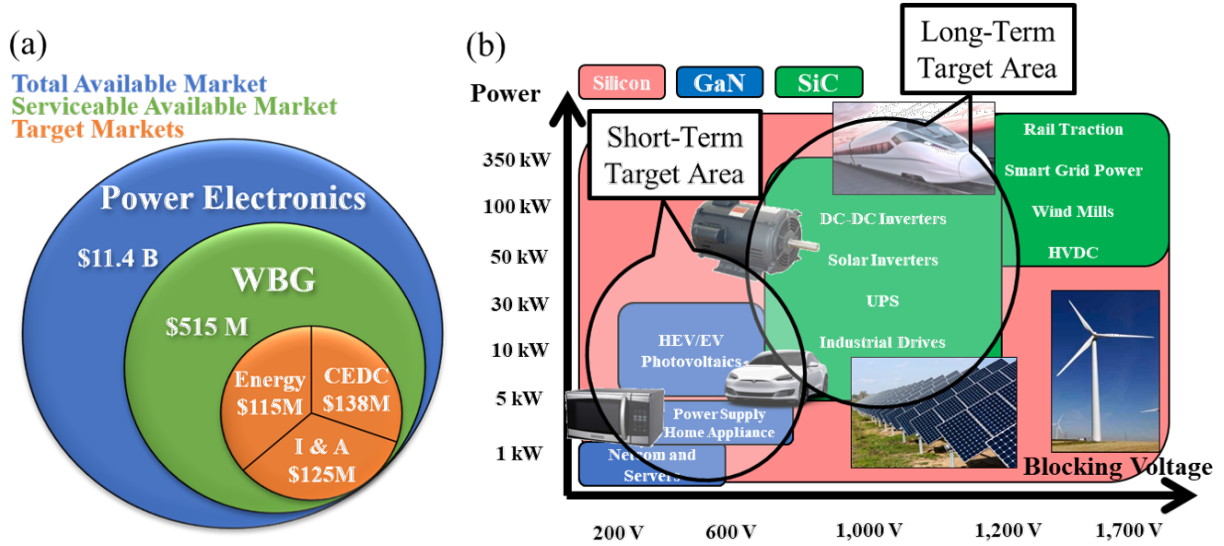 (a)
Total Available Market
Serviceable Available Market
Target Markets
Power Electronics
$11.4 B
WBG
$515 M
Energy
$115M
CEDC
$138M
I & A
$125M
(b)
Power
Silicon
GaN
SiC
Long-Term
Target Area
Short-Term
Target Area
350 kW
100 kW
50 kW
30 kW
10 kW
5 kW
1 kW
Rail Traction
Smart Grid Power
Wind Mills
HVDC
DC-DC Inverters
Solar Inverters
UPS
Industrial Drives
HEV/EV
Photovoltaics
Power Supply
Home Appliance
Netcom and
Servers
Blocking Voltage
200 V
600 V
1,000 V
1,200 V
1,700 V